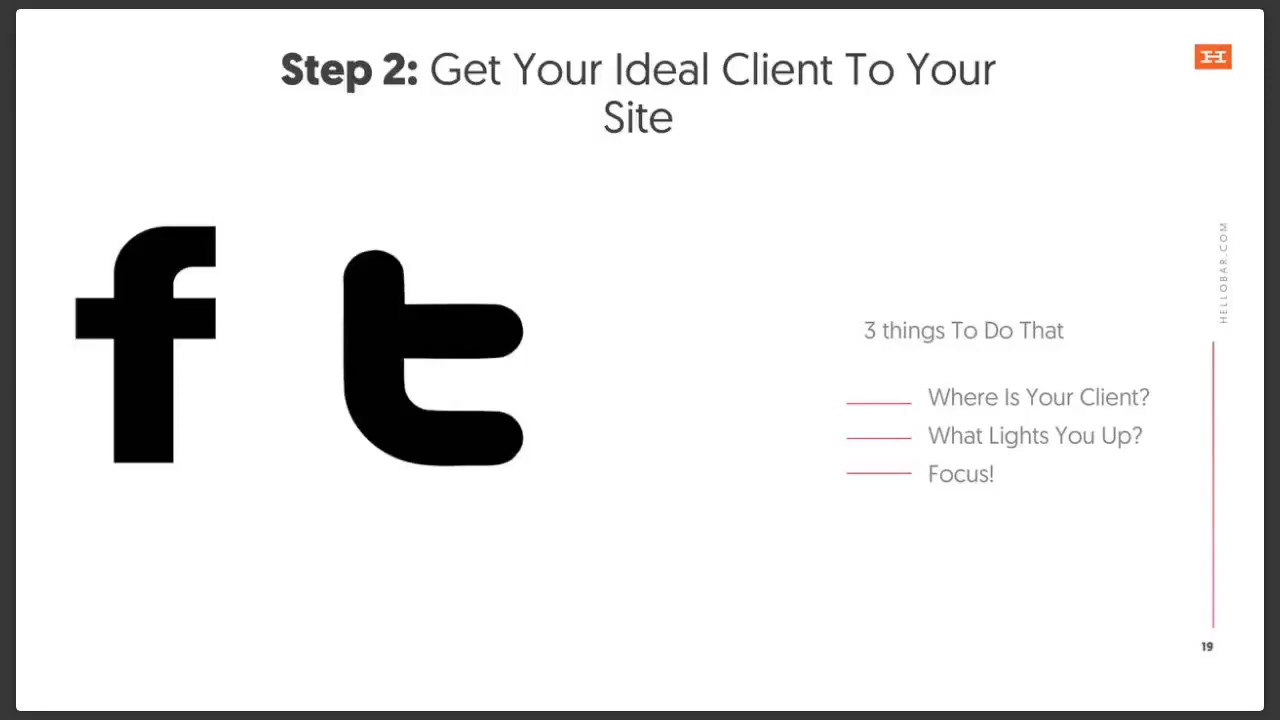 Step 2: Get Your Ideal Client To Your
Site
H
f t
HELLOBAR.COM
3 things To Do That
Where Is Your Client?
What Lights You Up?
Focus!
19